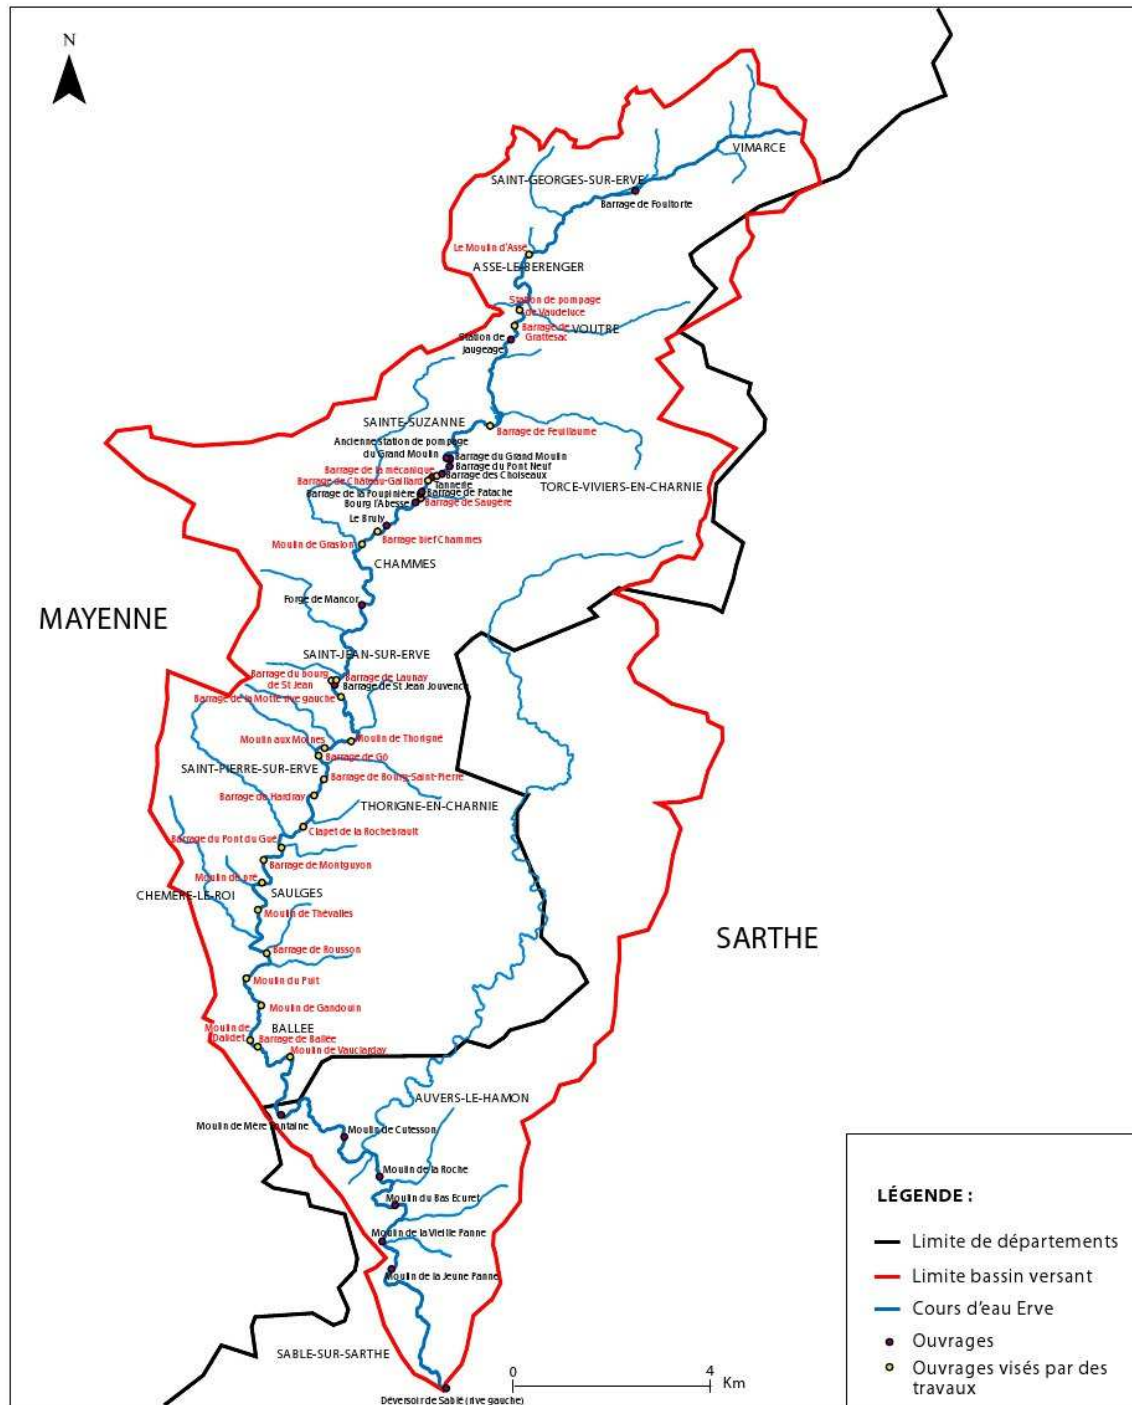 N
VIMARCE
SAINT-GEORGES-SUR-ERVE
Barrage de Foultorte
Le Moulin d'Asse
ASSE-LE-BERENGER
Station de pompage
de Vaudeluce
Barrage de
Grattesac
VOUTRE
Station de
jaugeage
SAINTE-SUZANNE
Barrage de Feuillaume
Ancienne station de pompage
du Grand Moulin
Barrage du Grand Moulin
Barrage du Pont Neuf
Barrage de la mécanique
Barrage des Choiseaux
Barrage de Château-Gaillard
Tannerie
TORCE-VIVIERS-EN-CHARNIE
Barrage de la Poupinière
Barrage de Patache
Bourg l'Abesse
Barrage de Saugère
Le Bruly
Barrage bief Chammes
Moulin de Graslon
CHAMMES
Forge de Mancor
MAYENNE
SAINT-JEAN-SUR-ERVE
Barrage du bourg
de St Jean
Barrage de Launay
Barrage de St Jean Jouvence
Barrage de la Motte rive gauche
Moulin aux Moines
Moulin de Thorigné
Barrage de Gô
SAINT-PIERRE-SUR-ERVE
Barrage de Bourg-Saint-Pierre
Barrage de Hardray
THORIGNE-EN-CHARNIE
Clapet de la Rochebrault
Barrage du Pont du Gué
Barrage de Montguyon
Moulin de pré
CHEMERE-LE-ROI
SAULGES
Moulin de Thévalles
SARTHE
Barrage de Rousson
Moulin du Puit
Moulin de Gandouin
Moulin de
Dalidet
BALLEE
Barrage de Ballée
Moulin de Vauclarday
AUVERS-LE-HAMON
Moulin de Mère Fontaine
Moulin de Cutesson
Moulin de la Roche
Moulin du Bas Ecuret
Moulin de la Vieille Panne
Moulin de la Jeune Panne
SABLE-SUR-SARTHE
Déversoir de Sablé (rive gauche)
0 4
Km
LÉGENDE :
Limite de départements
Limite bassin versant
Cours d'eau Erve
Ouvrages
Ouvrages visés par des
travaux